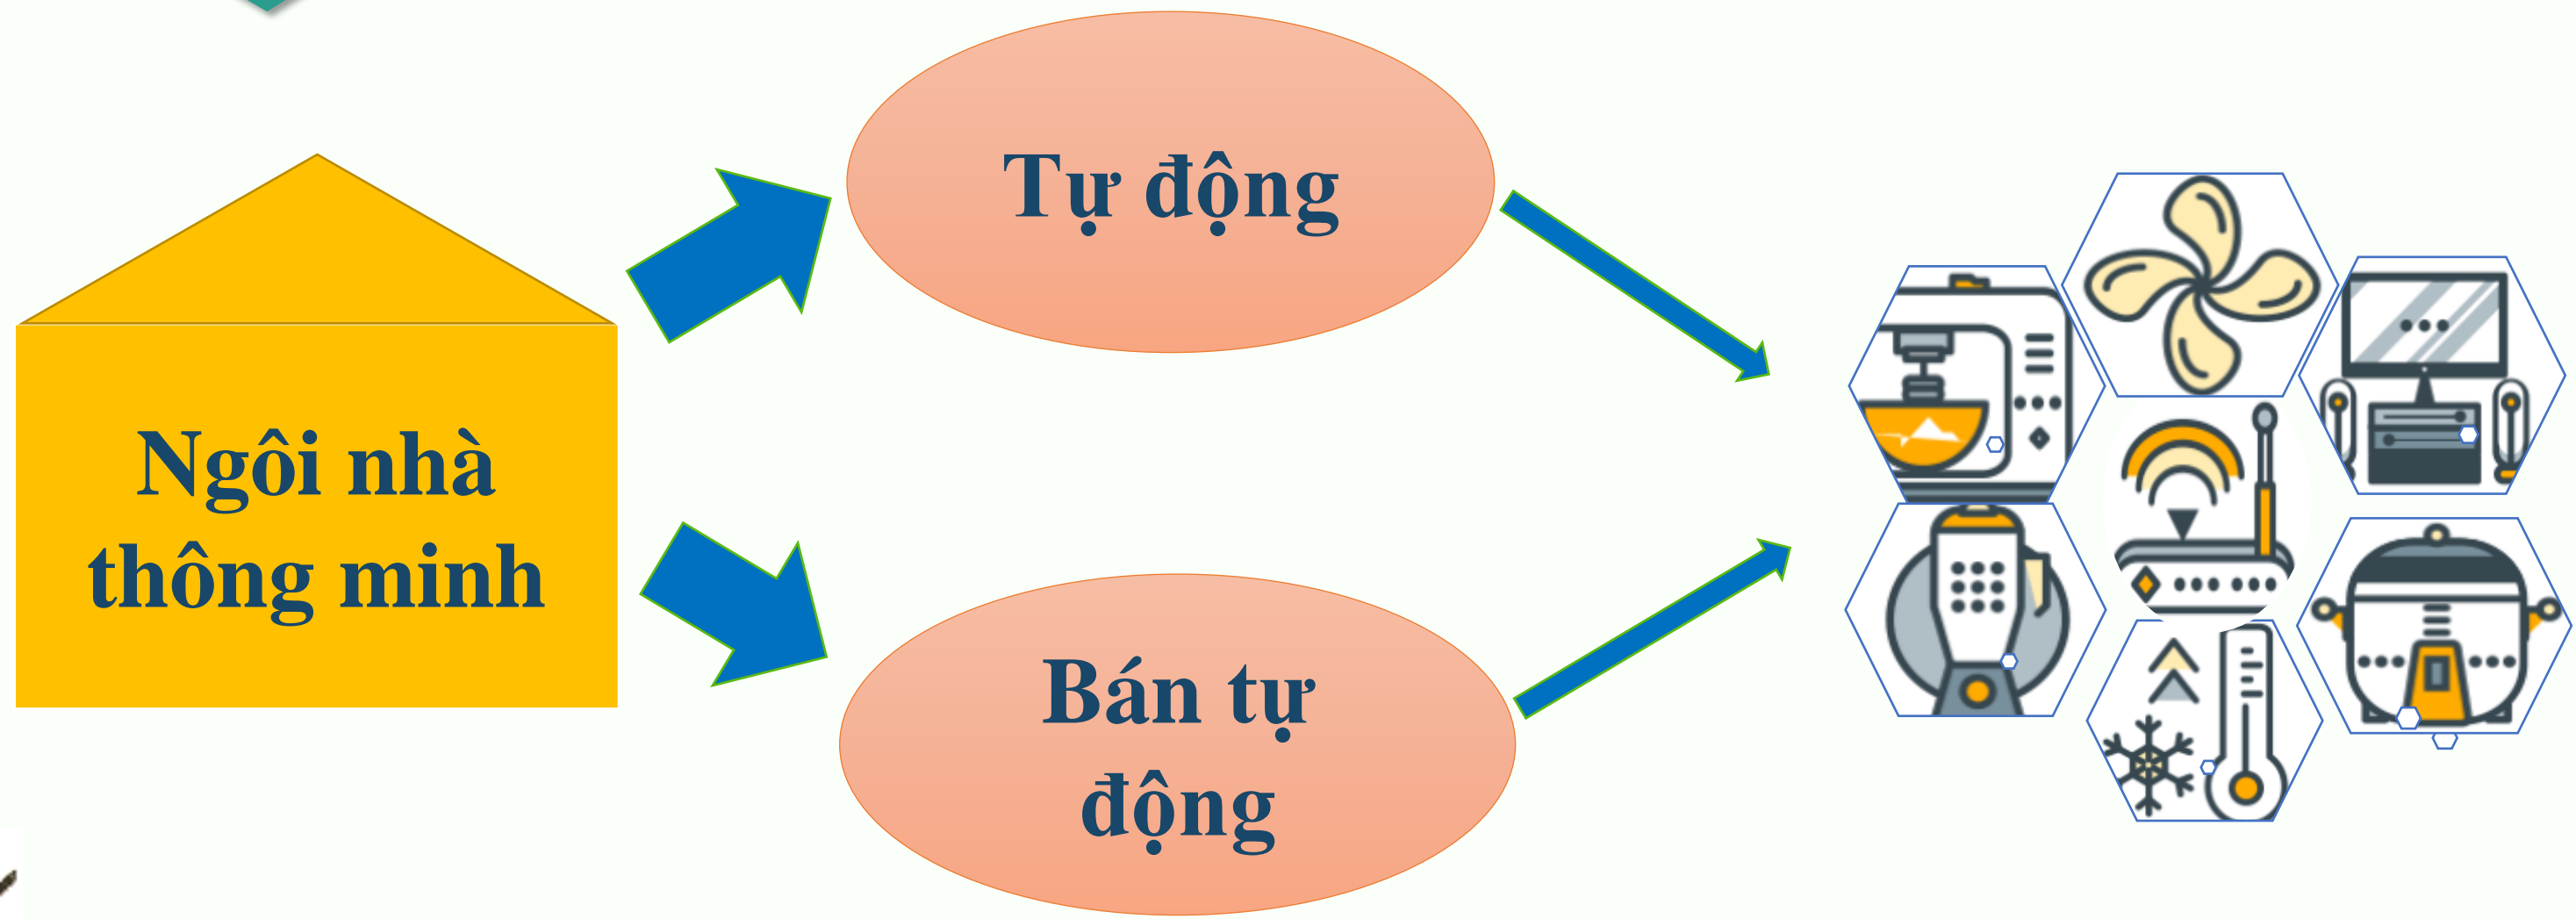 Tự động
Ngôi nhà
thông minh
Bán tự
động